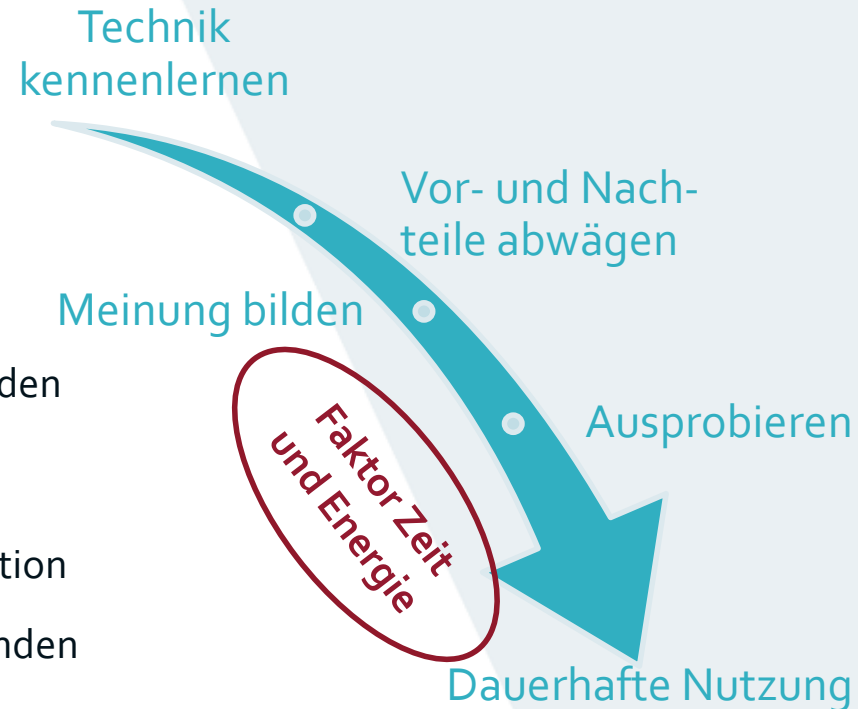 Technik
kennenlernen
Vor- und Nach-
teile abwägen
Meinung bilden
Ausprobieren
Faktor Zeit
und Energie
Dauerhafte Nutzung
den
tion
nden